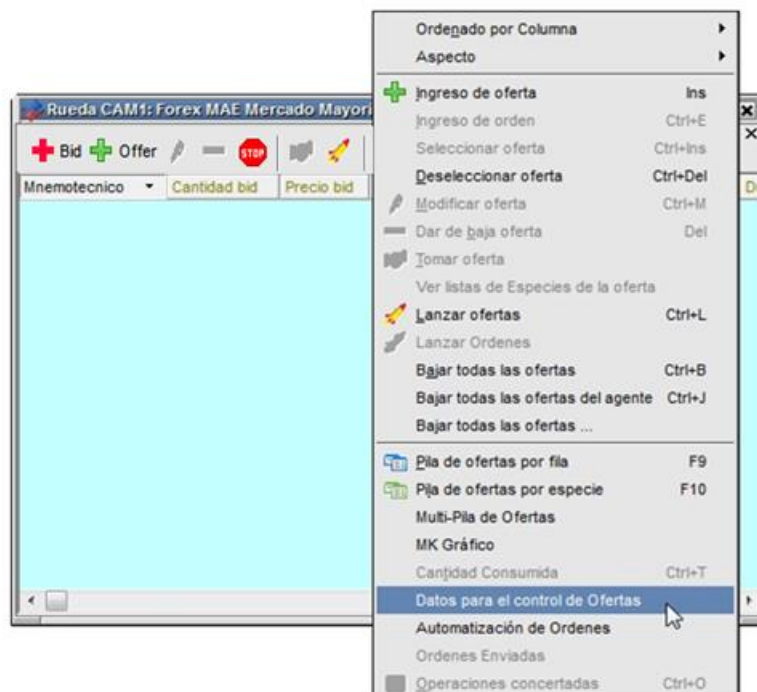 Ordenado por Columna
Aspecto
Ingreso de oferta Ins
Ingreso de orden Ctrl+E
Seleccionar oferta Ctrl+Ins
Deseleccionar oferta Ctrl+Del
Modificar oferta Ctrl+M
Dar de baja oferta Del
Tomar oferta
Ver listas de Especies de la oferta
Lanzar ofertas Ctrl+L
Lanzar Ordenes
Bajar todas las ofertas Ctrl+B
Bajar todas las ofertas del agente Ctrl+J
Bajar todas las ofertas ...
Pila de ofertas por fila F9
Pila de ofertas por especie F10
Multi-Pila de Ofertas
MK Gráfico
Cantidad Consumida Ctrl+T
Datos para el control de Ofertas
Automatización de Ordenes
Ordenes Enviadas
Operaciones concertadas Ctrl+O
Rueda CAM1: Forex MAE Mercado Mayori
Bid Offer STOP
Mnemotecnico Cantidad bid Precio bid